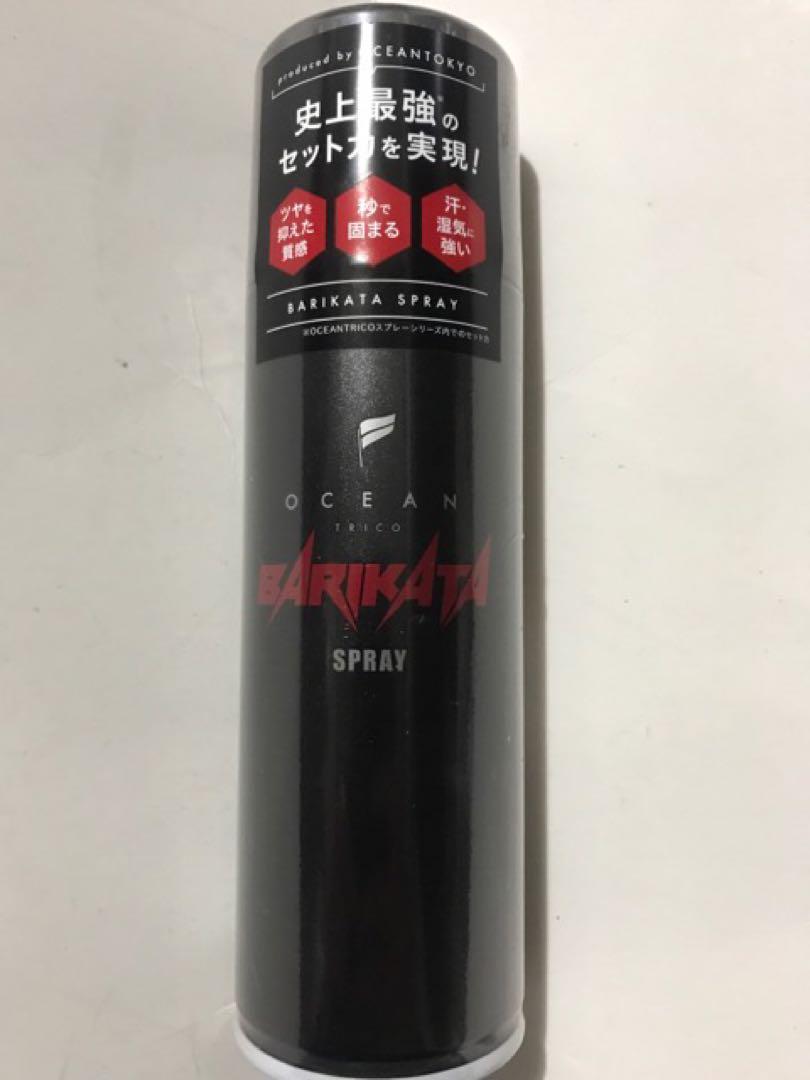 produced by OCEANTOKYO
史上最強※の
セット力を実現!
ツヤを
抑えた
質感
秒で
固まる
汗・
湿気に
強い
BARIKATA SPRAY
※OCEANTRICOスプレーシリーズ内でのセット力
OCEAN
TRICO
BARIKATA
SPRAY